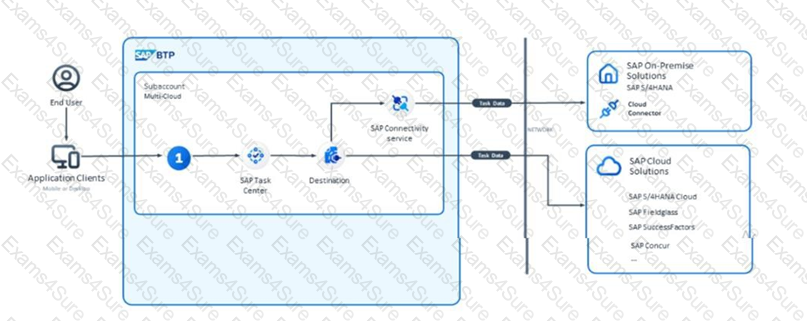 SAP BTP
Subaccount
Multi-Cloud
End User
Application Clients
Mobile or Desktop
1
SAP Task
Center
Destination
SAP Connectivity
service
Task Data
Task Data
NETWORK
SAP On-Premise
Solutions
SAP S/4HANA
Cloud
Connector
SAP Cloud
Solutions
SAP S/4HANA Cloud
SAP Fieldglass
SAP SuccessFactors
SAP Concur
...
Exams4Sure